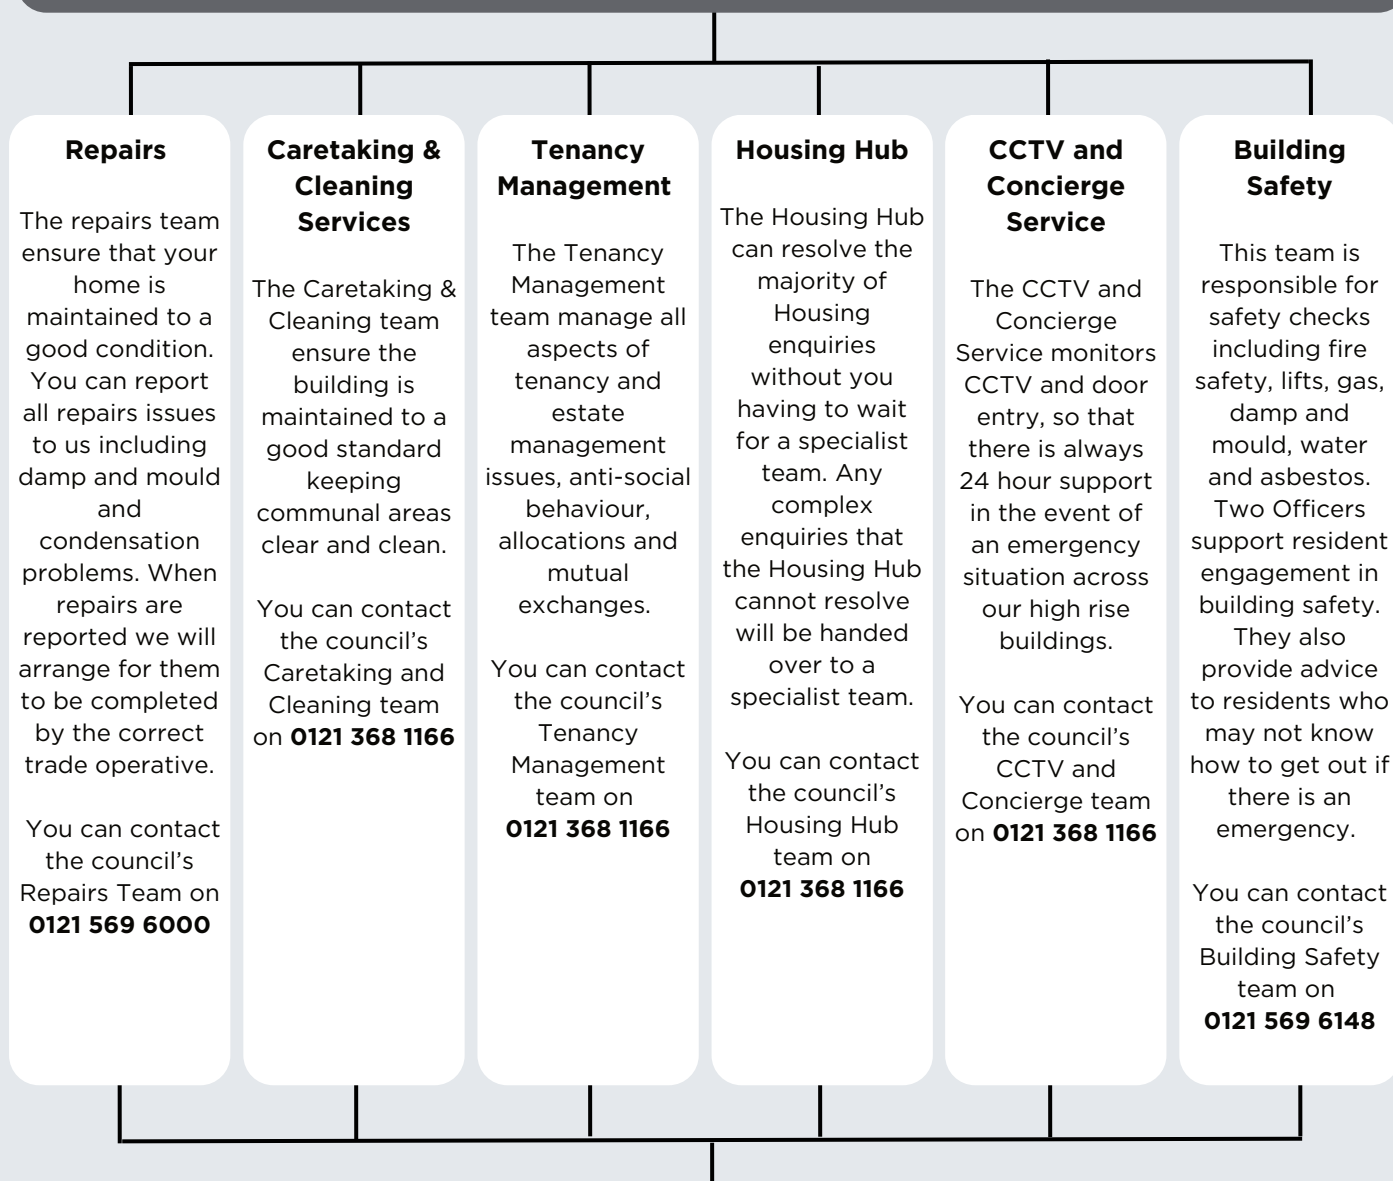 Repairs
The repairs team
ensure that your
home is
maintained to a
good condition.
You can report
all repairs issues
to us including
damp and mould
and
condensation
problems. When
repairs are
reported we will
arrange for them
to be completed
by the correct
trade operative.
You can contact
the council's
Repairs Team on
0121 569 6000
Caretaking &
Cleaning
Services
The Caretaking &
Cleaning team
ensure the
building is
maintained to a
good standard
keeping
communal areas
clear and clean.
You can contact
the council's
Caretaking and
Cleaning team
on 0121 368 1166
Tenancy
Management
The Tenancy
Management
team manage all
aspects of
tenancy and
estate
management
issues, anti-social
behaviour,
allocations and
mutual
exchanges.
You can contact
the council's
Tenancy
Management
team on
0121 368 1166
Housing Hub
The Housing Hub
can resolve the
majority of
Housing
enquiries
without you
having to wait
for a specialist
team. Any
complex
enquiries that
the Housing Hub
cannot resolve
will be handed
over to a
specialist team.
You can contact
the council's
Housing Hub
team on
0121 368 1166
CCTV and
Concierge
Service
The CCTV and
Concierge
Service monitors
CCTV and door
entry, so that
there is always
24 hour support
in the event of
an emergency
situation across
our high rise
buildings.
You can contact
the council's
CCTV and
Concierge team
on 0121 368 1166
Building
Safety
This team is
responsible for
safety checks
including fire
safety, lifts, gas,
damp and
mould, water
and asbestos.
Two Officers
support resident
engagement in
building safety.
They also
provide advice
to residents who
may not know
how to get out if
there is an
emergency.
You can contact
the council's
Building Safety
team on
0121 569 6148